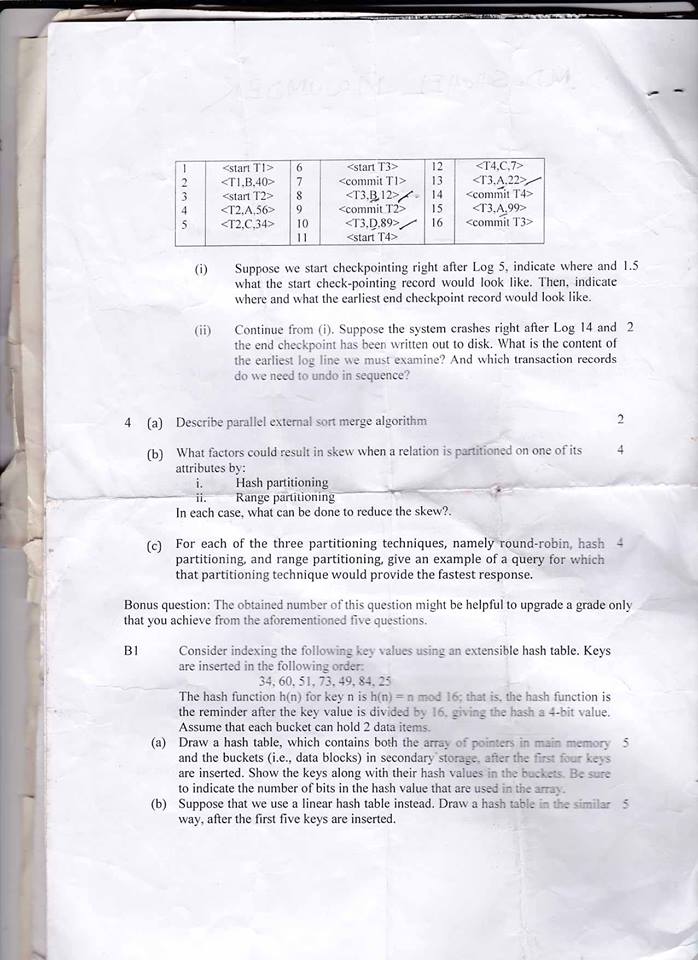 1 <start T1> 6 <start T3> 12 <T4,C,7>
2 <T1,B,40> 7 <commit T1> 13 <T3,A,22>
3 <start T2> 8 <T3,B,12> 14 <commit T4>
4 <T2,A,56> 9 <commit T2> 15 <T3,A,99>
5 <T2,C,34> 10 <T3,D,89> 16 <commit T3>
11 <start T4>
(i) Suppose we start checkpointing right after Log 5, indicate where and 1.5
what the start check-pointing record would look like. Then, indicate
where and what the earliest end checkpoint record would look like.
(ii) Continue from (i). Suppose the system crashes right after Log 14 and 2
the end checkpoint has been written out to disk. What is the content of
the earliest log line we must examine? And which transaction records
do we need to undo in sequence?
4 (a) Describe parallel external sort merge algorithm 2
(b) What factors could result in skew when a relation is partitioned on one of its 4
attributes by:
i. Hash partitioning
ii. Range partitioning
In each case, what can be done to reduce the skew?.
(c) For each of the three partitioning techniques, namely round-robin, hash 4
partitioning, and range partitioning, give an example of a query for which
that partitioning technique would provide the fastest response.
Bonus question: The obtained number of this question might be helpful to upgrade a grade only
that you achieve from the aforementioned five questions.
B1 Consider indexing the following key values using an extensible hash table. Keys
are inserted in the following order:
34, 60, 51, 73, 49, 84, 25
The hash function h(n) for key n is h(n) = n mod 16; that is, the hash function is
the reminder after the key value is divided by 16, giving the hash a 4-bit value.
Assume that each bucket can hold 2 data items.
(a) Draw a hash table, which contains both the array of pointers in main memory 5
and the buckets (i.e., data blocks) in secondary storage, after the first four keys
are inserted. Show the keys along with their hash values in the buckets. Be sure
to indicate the number of bits in the hash value that are used in the array.
(b) Suppose that we use a linear hash table instead. Draw a hash table in the similar 5
way, after the first five keys are inserted.